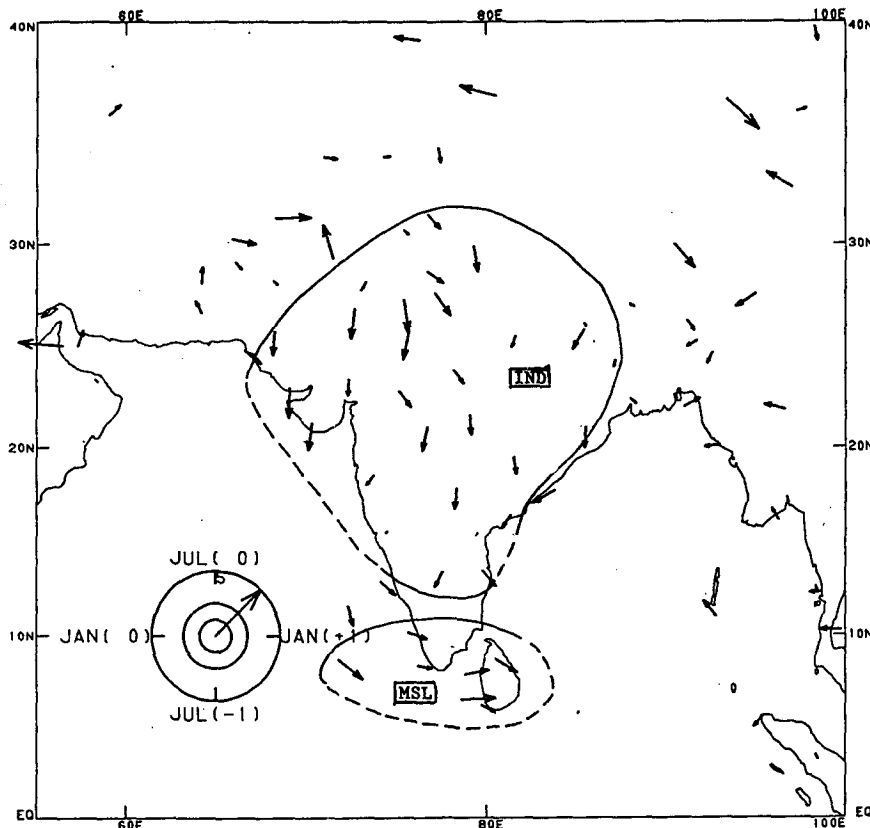 60E 80E 100E
40N 40N
30N 30N
IND
20N 20N
JUL( 0)
15
JAN( 0) JAN(+1)
10N 10N
MSL
JUL(-1)
EQ EQ
60E 80E 100E